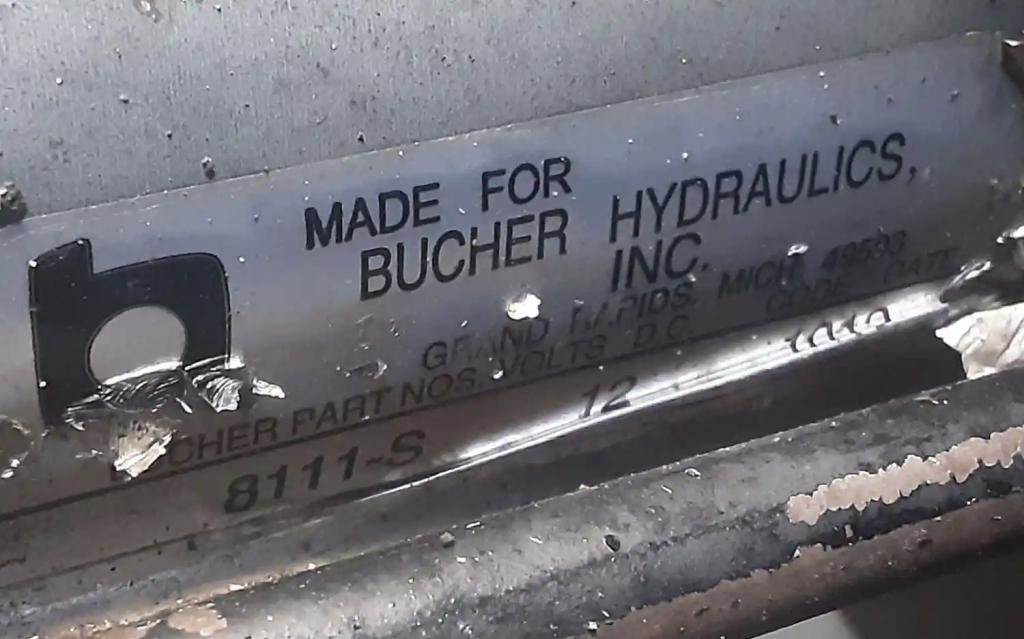 MADE FOR
BUCHER HYDRAULICS,
INC.
GRAND RAPIDS, MICH. 49503
BUCHER PART NOS. VOLTS D.C. CODE DATE
8111-S 12